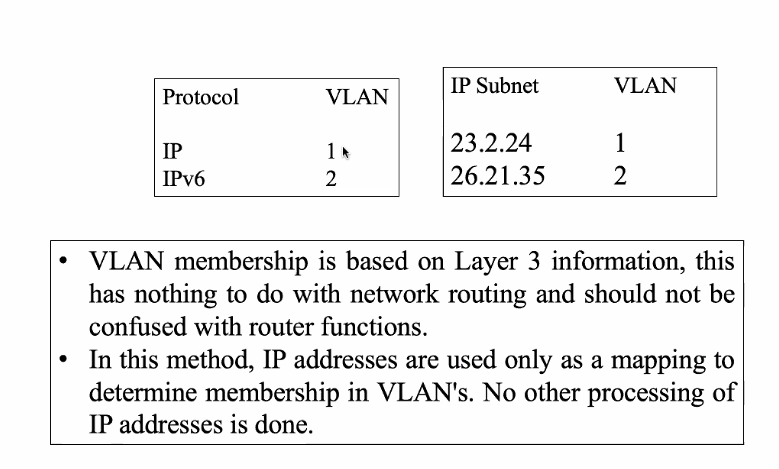 Protocol VLAN
IP 1
IPv6 2
IP Subnet VLAN
23.2.24 1
26.21.35 2
• VLAN membership is based on Layer 3 information, this
has nothing to do with network routing and should not be
confused with router functions.
• In this method, IP addresses are used only as a mapping to
determine membership in VLAN's. No other processing of
IP addresses is done.